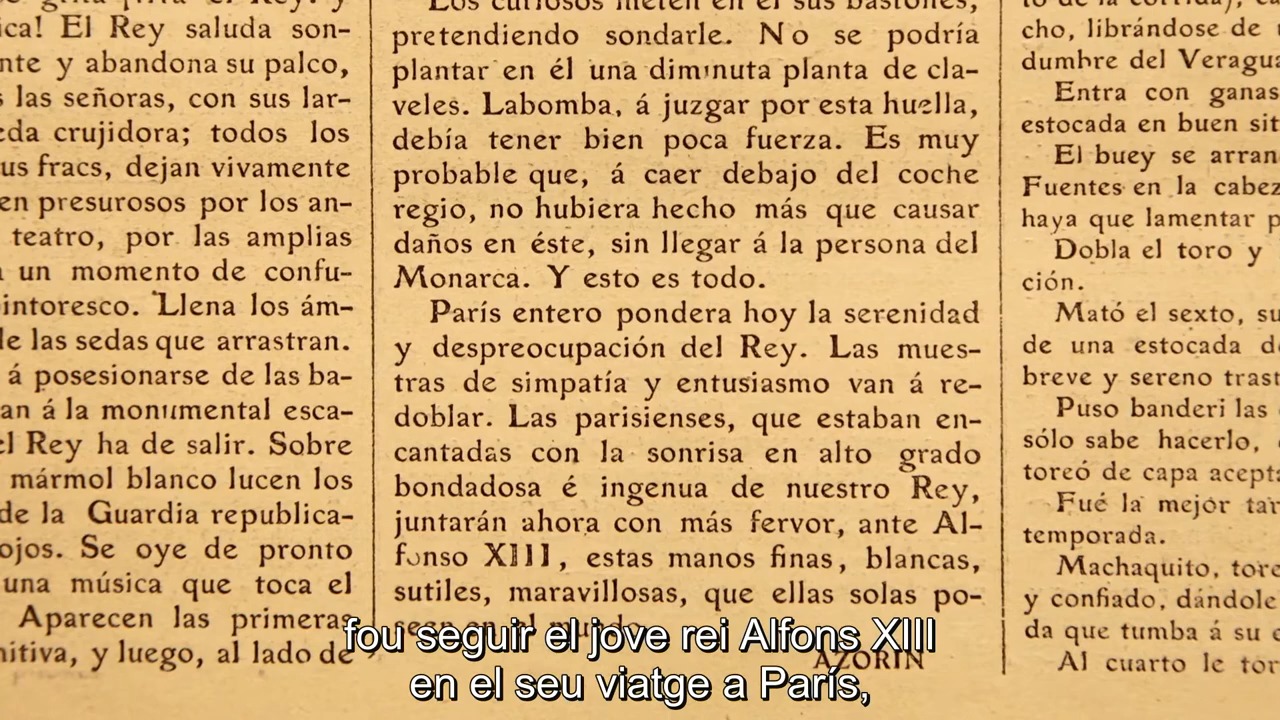 ica! El Rey saluda son-
nte y abandona su palco,
s las señoras, con sus lar-
eda crujidora; todos los
us fracs, dejan vivamente
en presurosos por los an-
teatro, por las amplias
un momento de confu-
pintoresco. Llena los ám-
de las sedas que arrastran.
á posesionarse de las ba-
an á la monumental esca-
el Rey ha de salir. Sobre
mármol blanco lucen los
de la Guardia republica-
ojos. Se oye de pronto
una música que toca el
Aparecen las primeras
nitiva, y luego, al lado de
Los curiosos meten en él sus bastones,
pretendiendo sondarle. No se podría
plantar en él una diminuta planta de cla-
veles. Labomba, á juzgar por esta huella,
debía tener bien poca fuerza. Es muy
probable que, á caer debajo del coche
regio, no hubiera hecho más que causar
daños en éste, sin llegar á la persona del
Monarca. Y esto es todo.
París entero pondera hoy la serenidad
y despreocupación del Rey. Las mues-
tras de simpatía y entusiasmo van á re-
doblar. Las parisienses, que estaban en-
cantadas con la sonrisa en alto grado
bondadosa é ingenua de nuestro Rey,
juntarán ahora con más fervor, ante Al-
fonso XIII, estas manos finas, blancas,
sutiles, maravillosas, que ellas solas po-
seen en el mundo.
AZORÍN
cho, librándose de
dumbre del Veragua
Entra con ganas
estocada en buen sit
El buey se arran
Fuentes en la cabez
haya que lamentar p
Dobla el toro y
ción.
Mató el sexto, su
de una estocada de
breve y sereno trast
Puso banderi las
sólo sabe hacerlo,
toreó de capa acepta
Fué la mejor tar
temporada.
Machaquito, tore
y confiado, dándole
da que tumba á su e
Al cuarto le tor
fou seguir el jove rei Alfons XIII
en el seu viatge a París,